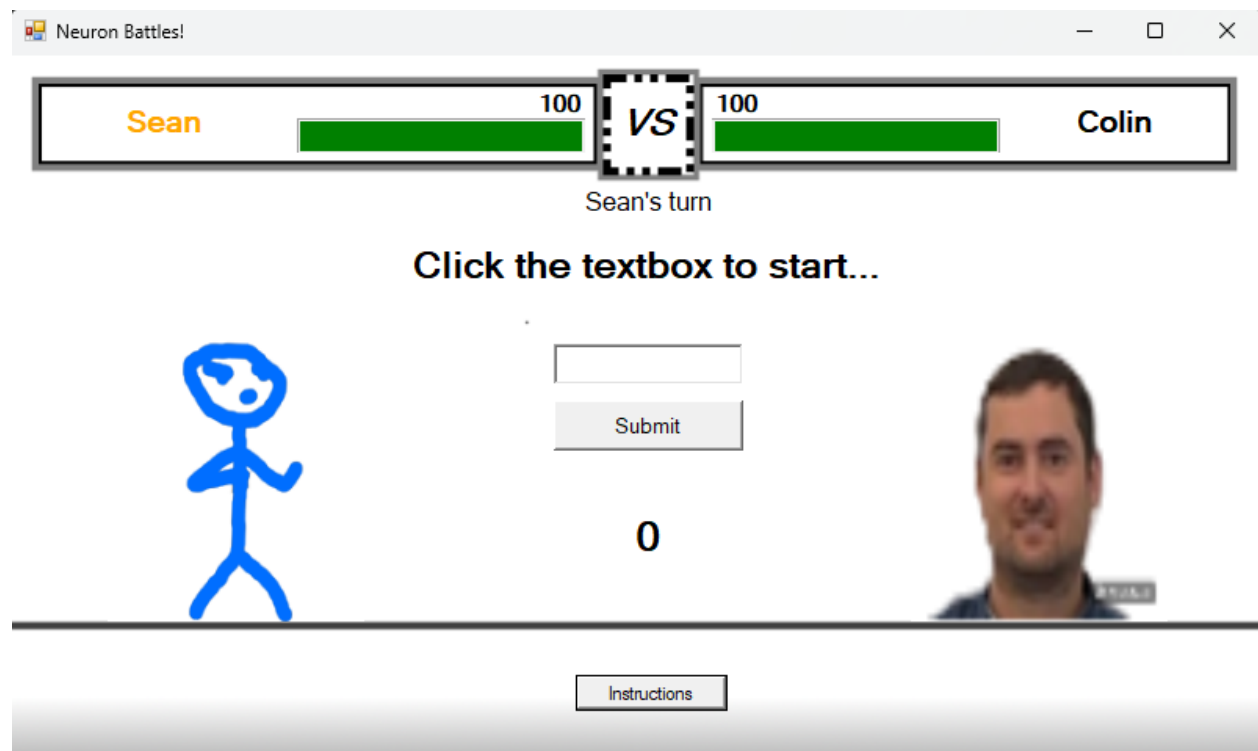 Neuron Battles!
Sean 100 VS 100 Colin
Sean's turn
Click the textbox to start...
Submit
0
Instructions